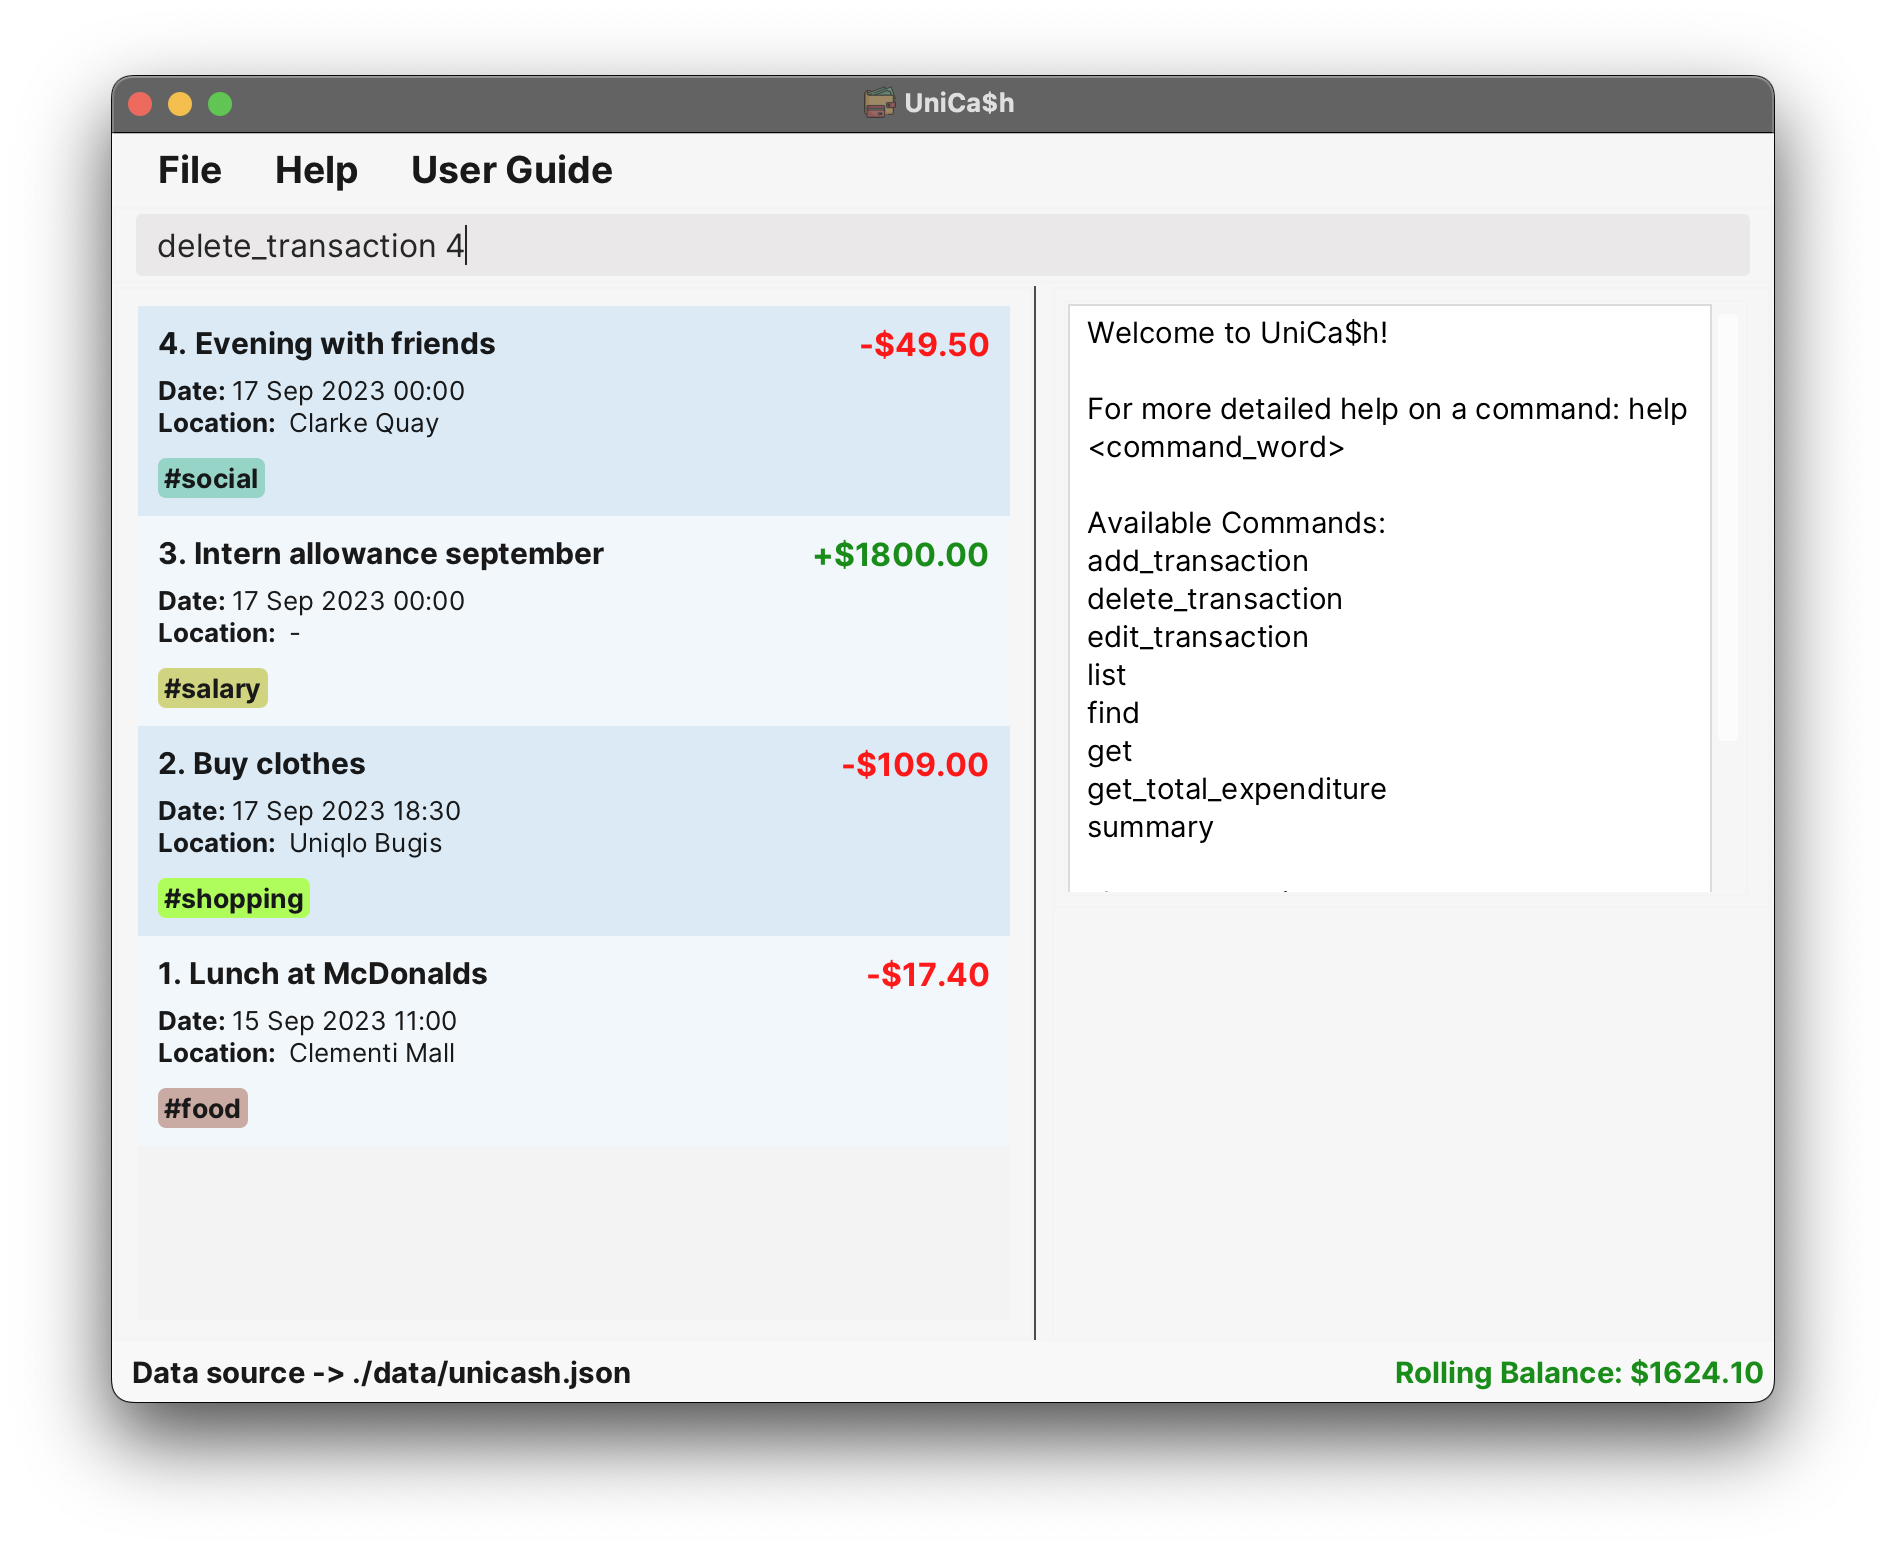 UniCa$h
File Help User Guide
delete_transaction 4
4. Evening with friends -$49.50
Date: 17 Sep 2023 00:00
Location: Clarke Quay
#social
3. Intern allowance september +$1800.00
Date: 17 Sep 2023 00:00
Location: -
#salary
2. Buy clothes -$109.00
Date: 17 Sep 2023 18:30
Location: Uniqlo Bugis
#shopping
1. Lunch at McDonalds -$17.40
Date: 15 Sep 2023 11:00
Location: Clementi Mall
#food
Welcome to UniCa$h!
For more detailed help on a command: help
<command_word>
Available Commands:
add_transaction
delete_transaction
edit_transaction
list
find
get
get_total_expenditure
summary
Data source -> ./data/unicash.json
Rolling Balance: $1624.10